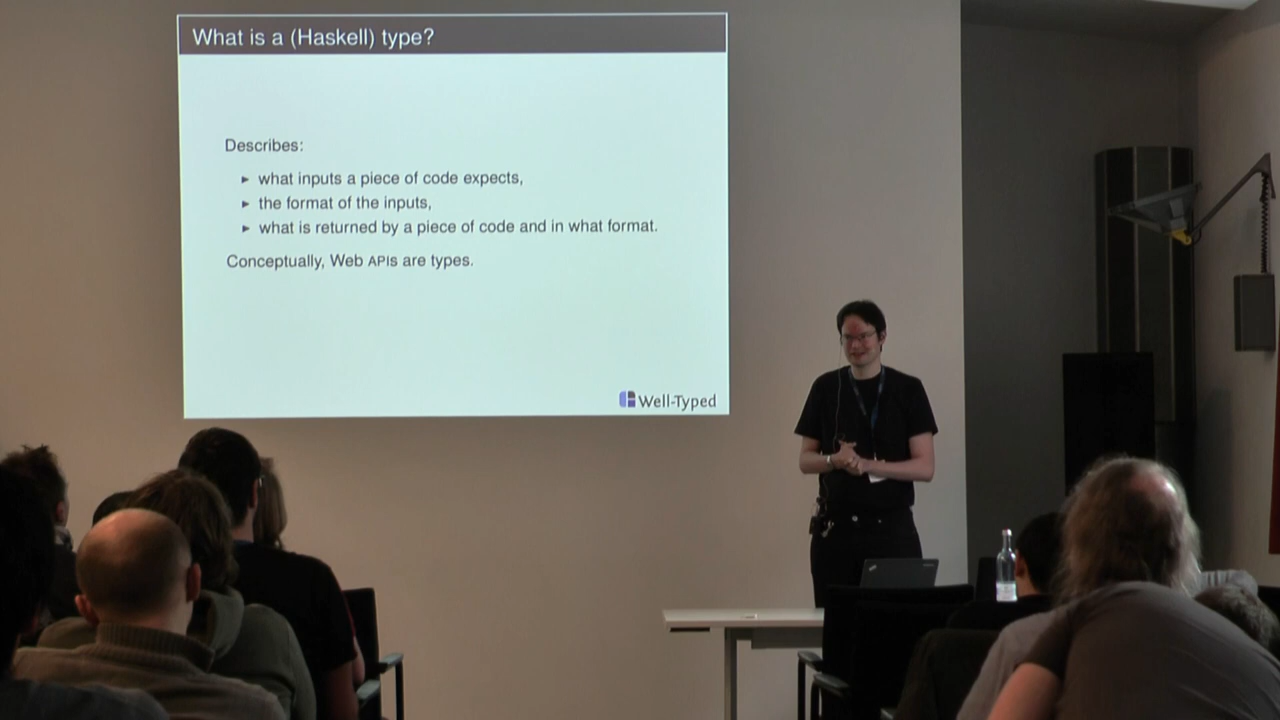 What is a (Haskell) type?
Describes:
► what inputs a piece of code expects,
► the format of the inputs,
► what is returned by a piece of code and in what format.
Conceptually, Web APIs are types.
Well-Typed